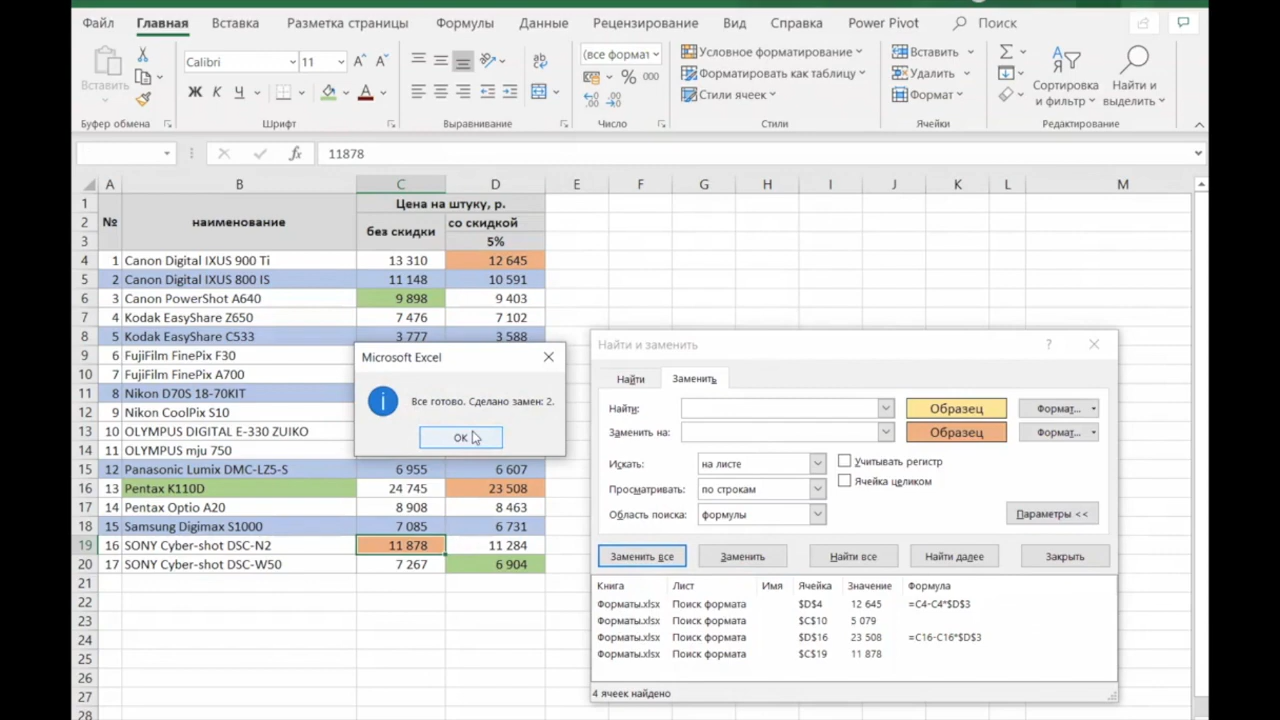 Файл Главная Вставка Разметка страницы Формулы Данные Рецензирование Вид Справка Power Pivot Поиск
Вставить
Буфер обмена
Calibri 11
Ж К Ч А
Шрифт
Выравнивание
(все формат
% 000
Число
Условное форматирование
Форматировать как таблицу
Стили ячеек
Стили
Вставить
Удалить
Формат
Ячейки
Сортировка и фильтр
Найти и выделить
Редактирование
fx 11878
A B C D E F G H I J K L M
1 Цена на штуку, р.
2 № наименование без скидки со скидкой
3 5%
4 1 Canon Digital IXUS 900 Ti 13 310 12 645
5 2 Canon Digital IXUS 800 IS 11 148 10 591
6 3 Canon PowerShot A640 9 898 9 403
7 4 Kodak EasyShare Z650 7 476 7 102
8 5 Kodak EasyShare C533 3 777 3 588
9 6 FujiFilm FinePix F30
10 7 FujiFilm FinePix A700
11 8 Nikon D70S 18-70KIT
12 9 Nikon CoolPix S10
13 10 OLYMPUS DIGITAL E-330 ZUIKO
14 11 OLYMPUS mju 750
15 12 Panasonic Lumix DMC-LZ5-S 6 955 6 607
16 13 Pentax K110D 24 745 23 508
17 14 Pentax Optio A20 8 908 8 463
18 15 Samsung Digimax S1000 7 085 6 731
19 16 SONY Cyber-shot DSC-N2 11 878 11 284
20 17 SONY Cyber-shot DSC-W50 7 267 6 904
21
22
23
24
25
26
27
28
Microsoft Excel
Все готово. Сделано замен: 2.
ОК
Найти и заменить ?
Найти Заменить
Найти: Образец Формат...
Заменить на: Образец Формат...
Искать: на листе Учитывать регистр
Ячейка целиком
Просматривать: по строкам
Область поиска: формулы Параметры <<
Заменить все Заменить Найти все Найти далее Закрыть
Книга Лист Имя Ячейка Значение Формула
Форматы.xlsx Поиск формата $D$4 12 645 =C4-C4*$D$3
Форматы.xlsx Поиск формата $C$10 5 079
Форматы.xlsx Поиск формата $D$16 23 508 =C16-C16*$D$3
Форматы.xlsx Поиск формата $C$19 11 878
4 ячеек найдено